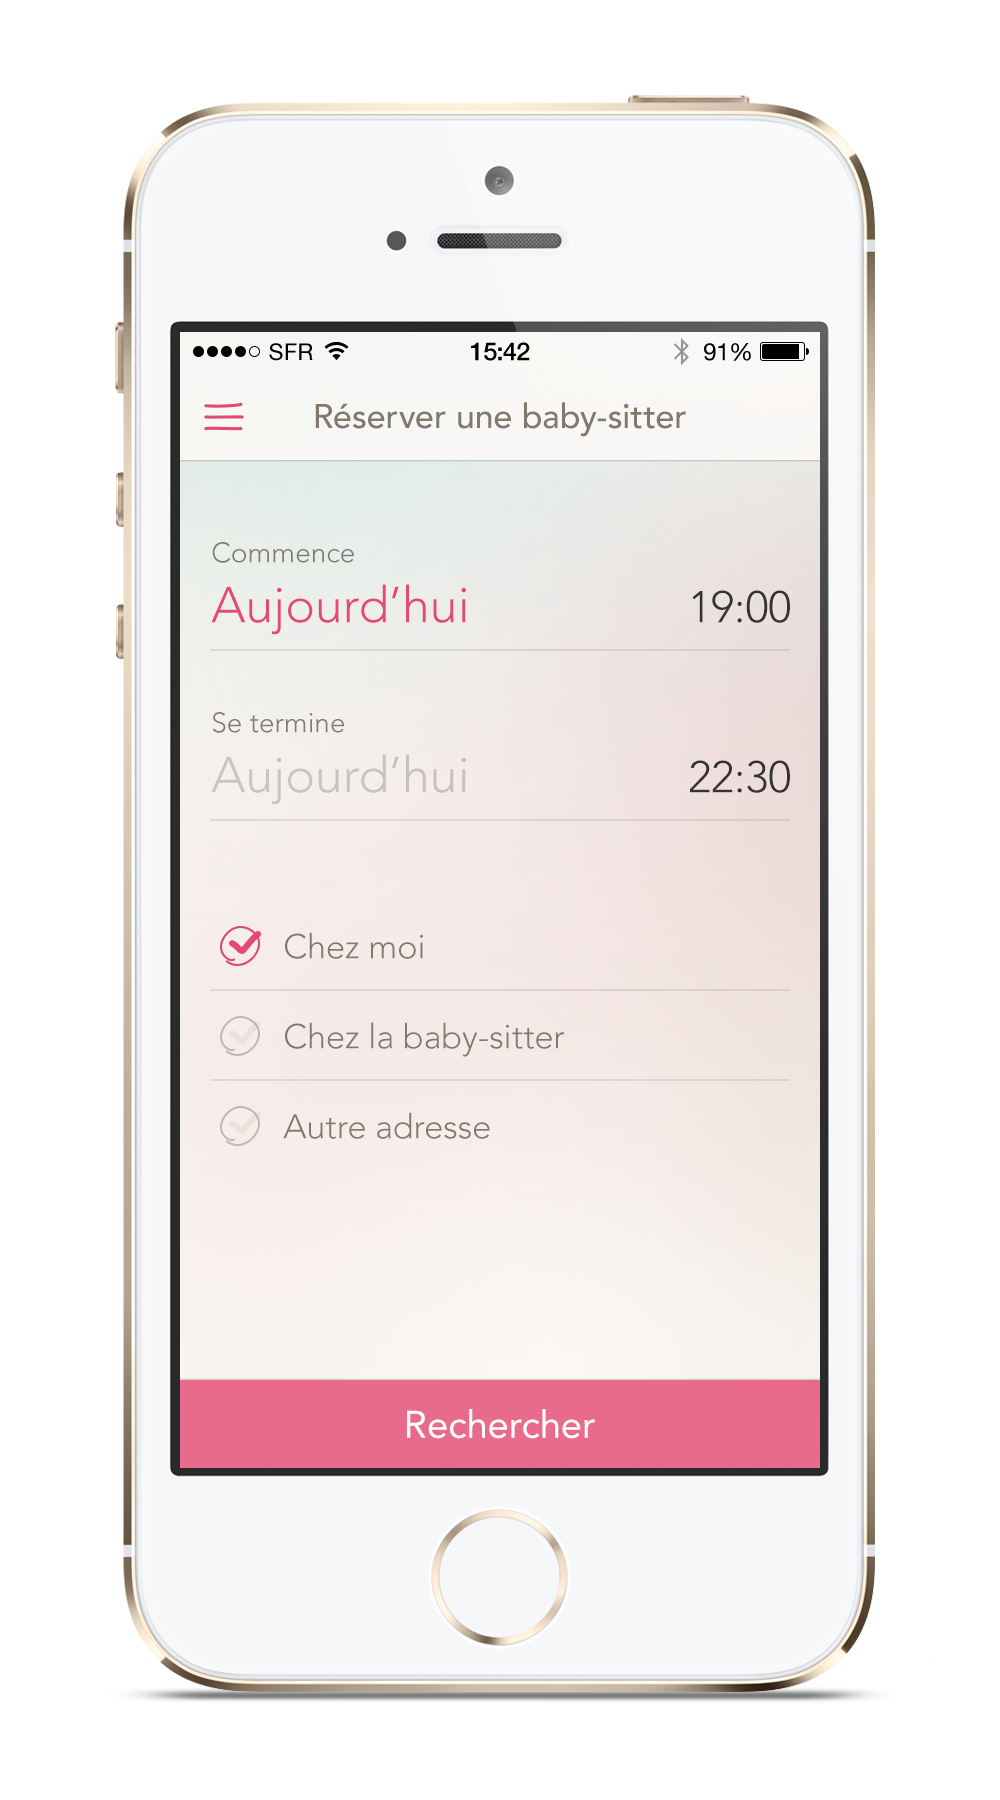 SFR 15:42 91%
Réserver une baby-sitter
Commence
Aujourd’hui 19:00
Se termine
Aujourd’hui 22:30
Chez moi
Chez la baby-sitter
Autre adresse
Rechercher